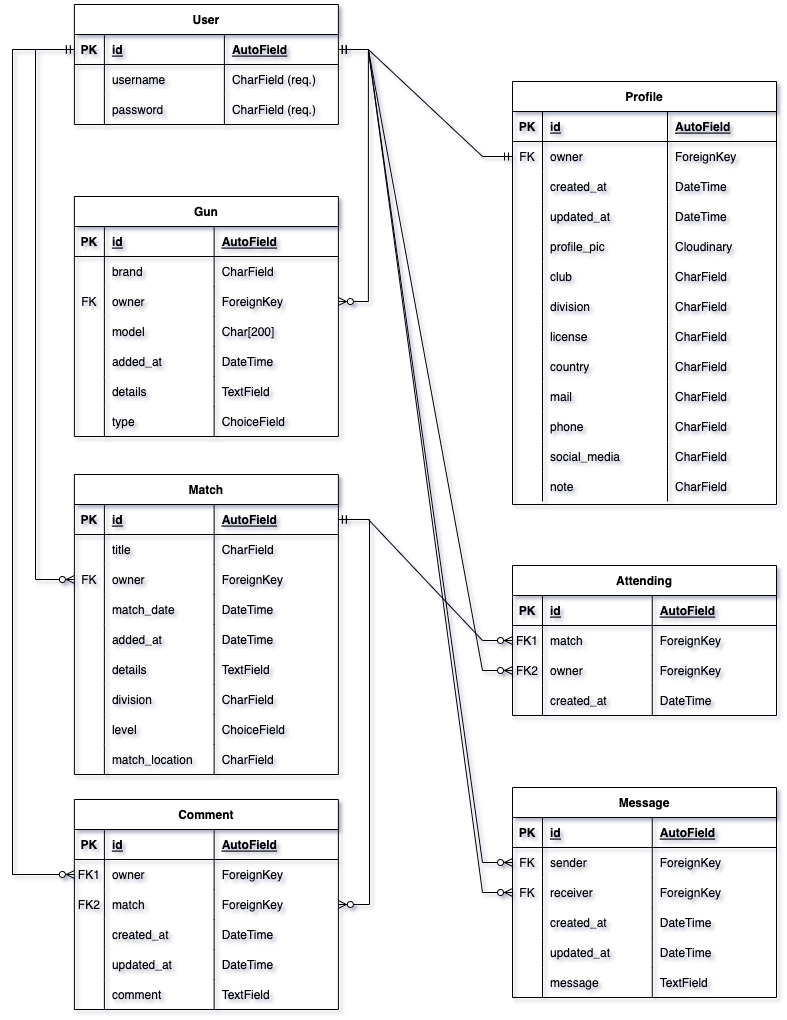 User
PK id AutoField
username CharField (req.)
password CharField (req.)
Gun
PK id AutoField
brand CharField
FK owner ForeignKey
model Char[200]
added_at DateTime
details TextField
type ChoiceField
Match
PK id AutoField
title CharField
FK owner ForeignKey
match_date DateTime
added_at DateTime
details TextField
division CharField
level ChoiceField
match_location CharField
Comment
PK id AutoField
FK1 owner ForeignKey
FK2 match ForeignKey
created_at DateTime
updated_at DateTime
comment TextField
Profile
PK id AutoField
FK owner ForeignKey
created_at DateTime
updated_at DateTime
profile_pic Cloudinary
club CharField
division CharField
license CharField
country CharField
mail CharField
phone CharField
social_media CharField
note CharField
Attending
PK id AutoField
FK1 match ForeignKey
FK2 owner ForeignKey
created_at DateTime
Message
PK id AutoField
FK sender ForeignKey
FK receiver ForeignKey
created_at DateTime
updated_at DateTime
message TextField